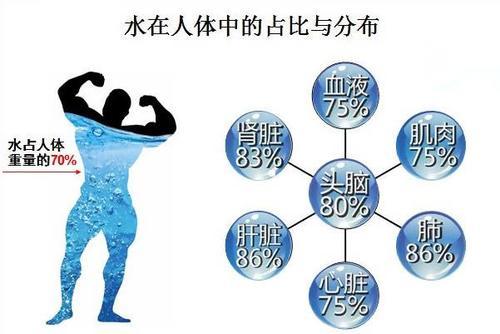 水在人体中的占比与分布
水占人体
重量的70%
血液
75%
肾脏
83%
肌肉
75%
头脑
80%
肝脏
86%
肺
86%
心脏
75%